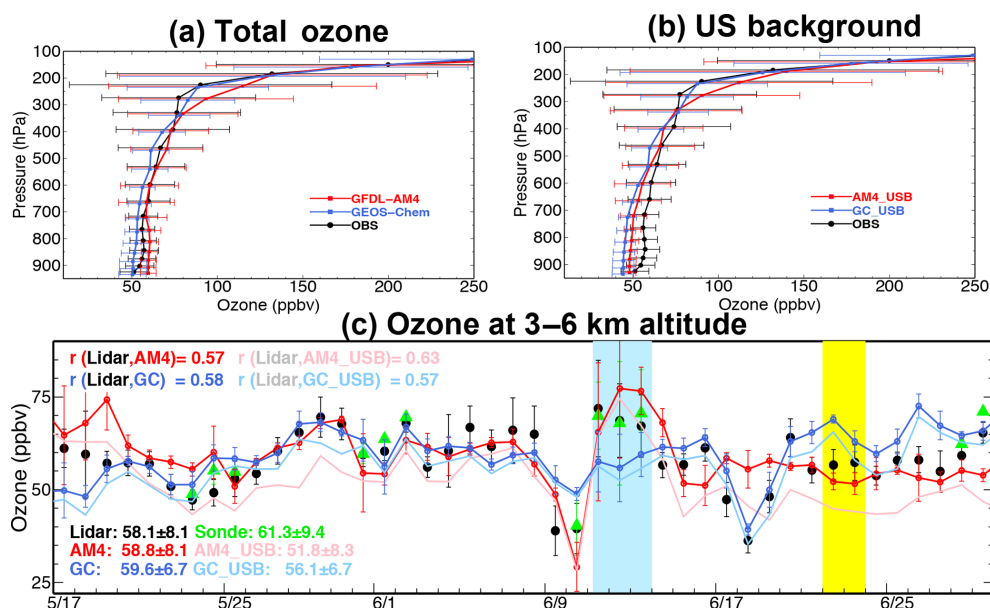 (a) Total ozone
(b) US background
100
200
300
400
500
600
700
800
900
Pressure (hPa)
GFDL-AM4
GEOS-Chem
OBS
50 100 150 200 250
Ozone (ppbv)
100
200
300
400
500
600
700
800
900
Pressure (hPa)
AM4_USB
GC_USB
OBS
50 100 150 200 250
Ozone (ppbv)
(c) Ozone at 3–6 km altitude
r (Lidar,AM4)= 0.57 r (Lidar,AM4_USB)= 0.63
r (Lidar,GC) = 0.58 r (Lidar,GC_USB) = 0.57
75
50
25
Ozone (ppbv)
Lidar: 58.1±8.1 Sonde: 61.3±9.4
AM4: 58.8±8.1 AM4_USB: 51.8±8.3
GC: 59.6±6.7 GC_USB: 56.1±6.7
5/17 5/25 6/1 6/9 6/17 6/25